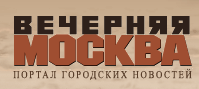 ВЕЧЕРНЯЯ
МОСКВА
ПОРТАЛ ГОРОДСКИХ НОВОСТЕЙ